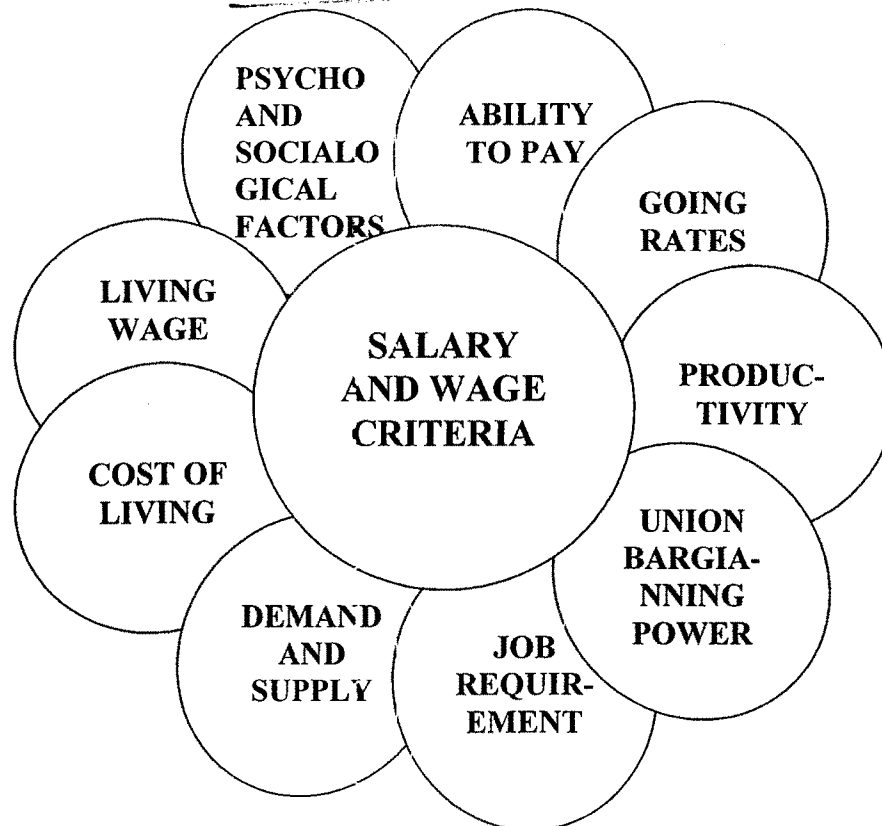 PSYCHO
AND
SOCIALO
GICAL
FACTORS
ABILITY
TO PAY
GOING
RATES
LIVING
WAGE
SALARY
AND WAGE
CRITERIA
PRODUC-
TIVITY
COST OF
LIVING
UNION
BARGIA-
NNING
POWER
DEMAND
AND
SUPPLY
JOB
REQUIR-
EMENT